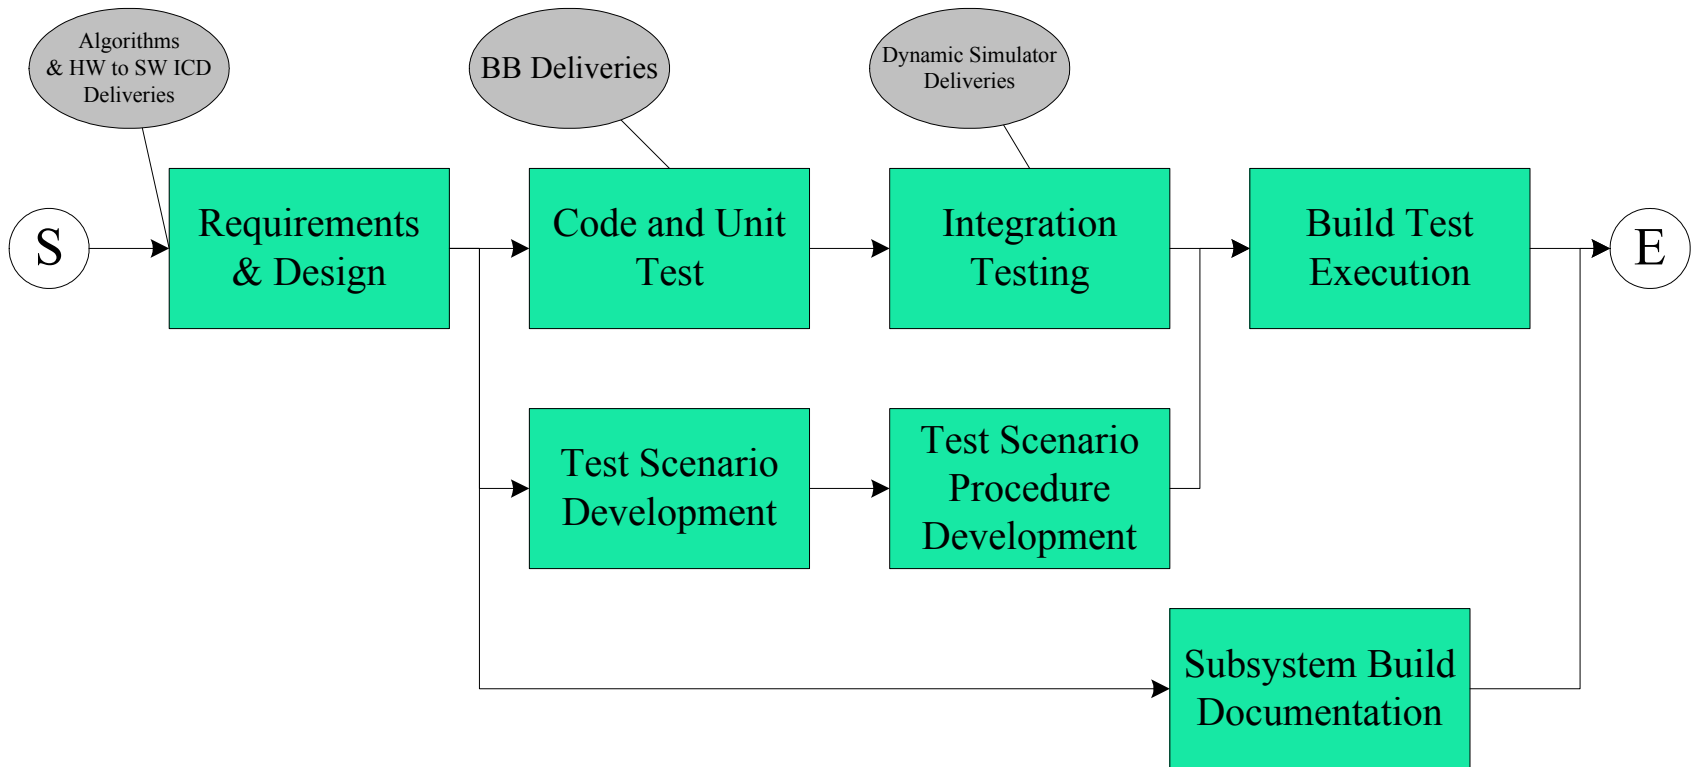 Algorithms
& HW to SW ICD
Deliveries
BB Deliveries
Dynamic Simulator
Deliveries
S
Requirements
& Design
Code and Unit
Test
Integration
Testing
Build Test
Execution
E
Test Scenario
Development
Test Scenario
Procedure
Development
Subsystem Build
Documentation